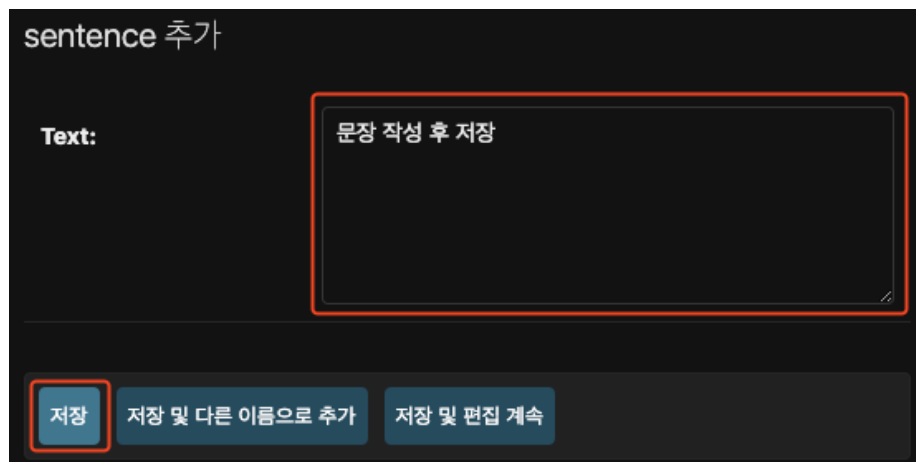 sentence 추가
Text:
문장 작성 후 저장
저장
저장 및 다른 이름으로 추가
저장 및 편집 계속